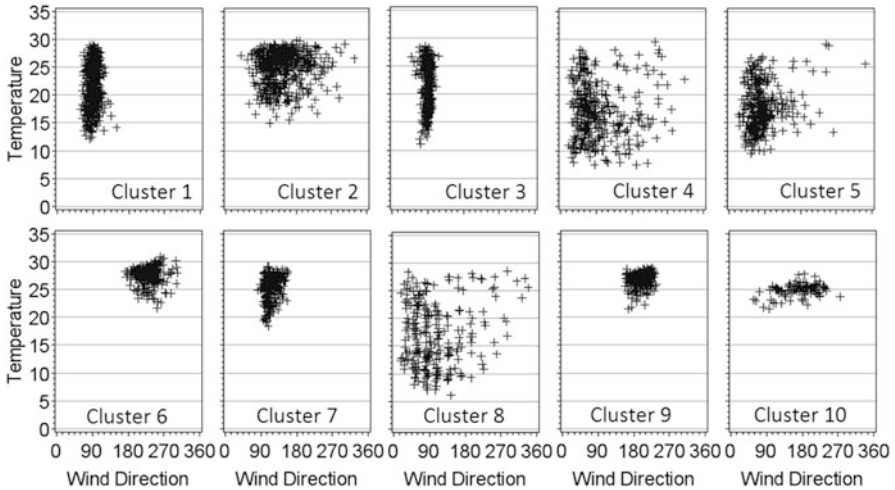 35
30
25
20
15
10
5
0
Temperature
Cluster 1
Cluster 2
Cluster 3
Cluster 4
Cluster 5
35
30
25
20
15
10
5
0
Temperature
Cluster 6
Cluster 7
Cluster 8
Cluster 9
Cluster 10
0 90 180 270 360
0 90 180 270 360
0 90 180 270 360
0 90 180 270 360
0 90 180 270 360
Wind Direction
Wind Direction
Wind Direction
Wind Direction
Wind Direction